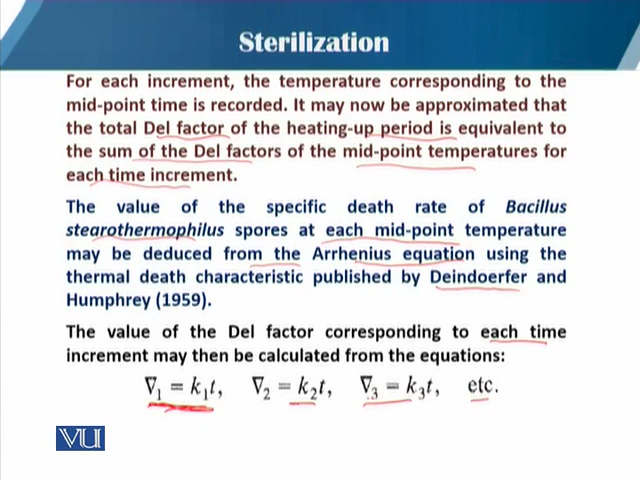 Sterilization
For each increment, the temperature corresponding to the
mid-point time is recorded. It may now be approximated that
the total Del factor of the heating-up period is equivalent to
the sum of the Del factors of the mid-point temperatures for
each time increment.
The value of the specific death rate of Bacillus
stearothermophilus spores at each mid-point temperature
may be deduced from the Arrhenius equation using the
thermal death characteristic published by Deindoerfer and
Humphrey (1959).
The value of the Del factor corresponding to each time
increment may then be calculated from the equations:
∇₁ = k₁t, ∇₂ = k₂t, ∇₃ = k₃t, etc.
VU